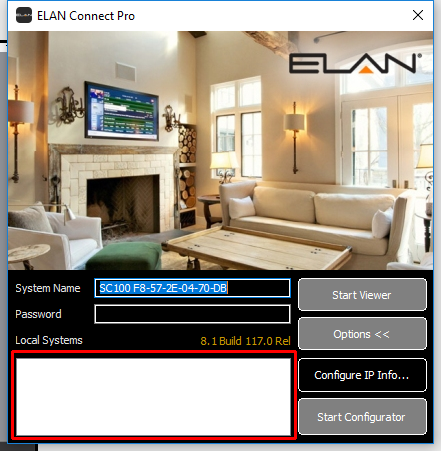 ELAN Connect Pro
ELAN®
System Name
SC100 F8-57-2E-04-70-DB
Start Viewer
Password
Options <<
Local Systems
8.1 Build 117.0 Rel
Configure IP Info...
Start Configurator